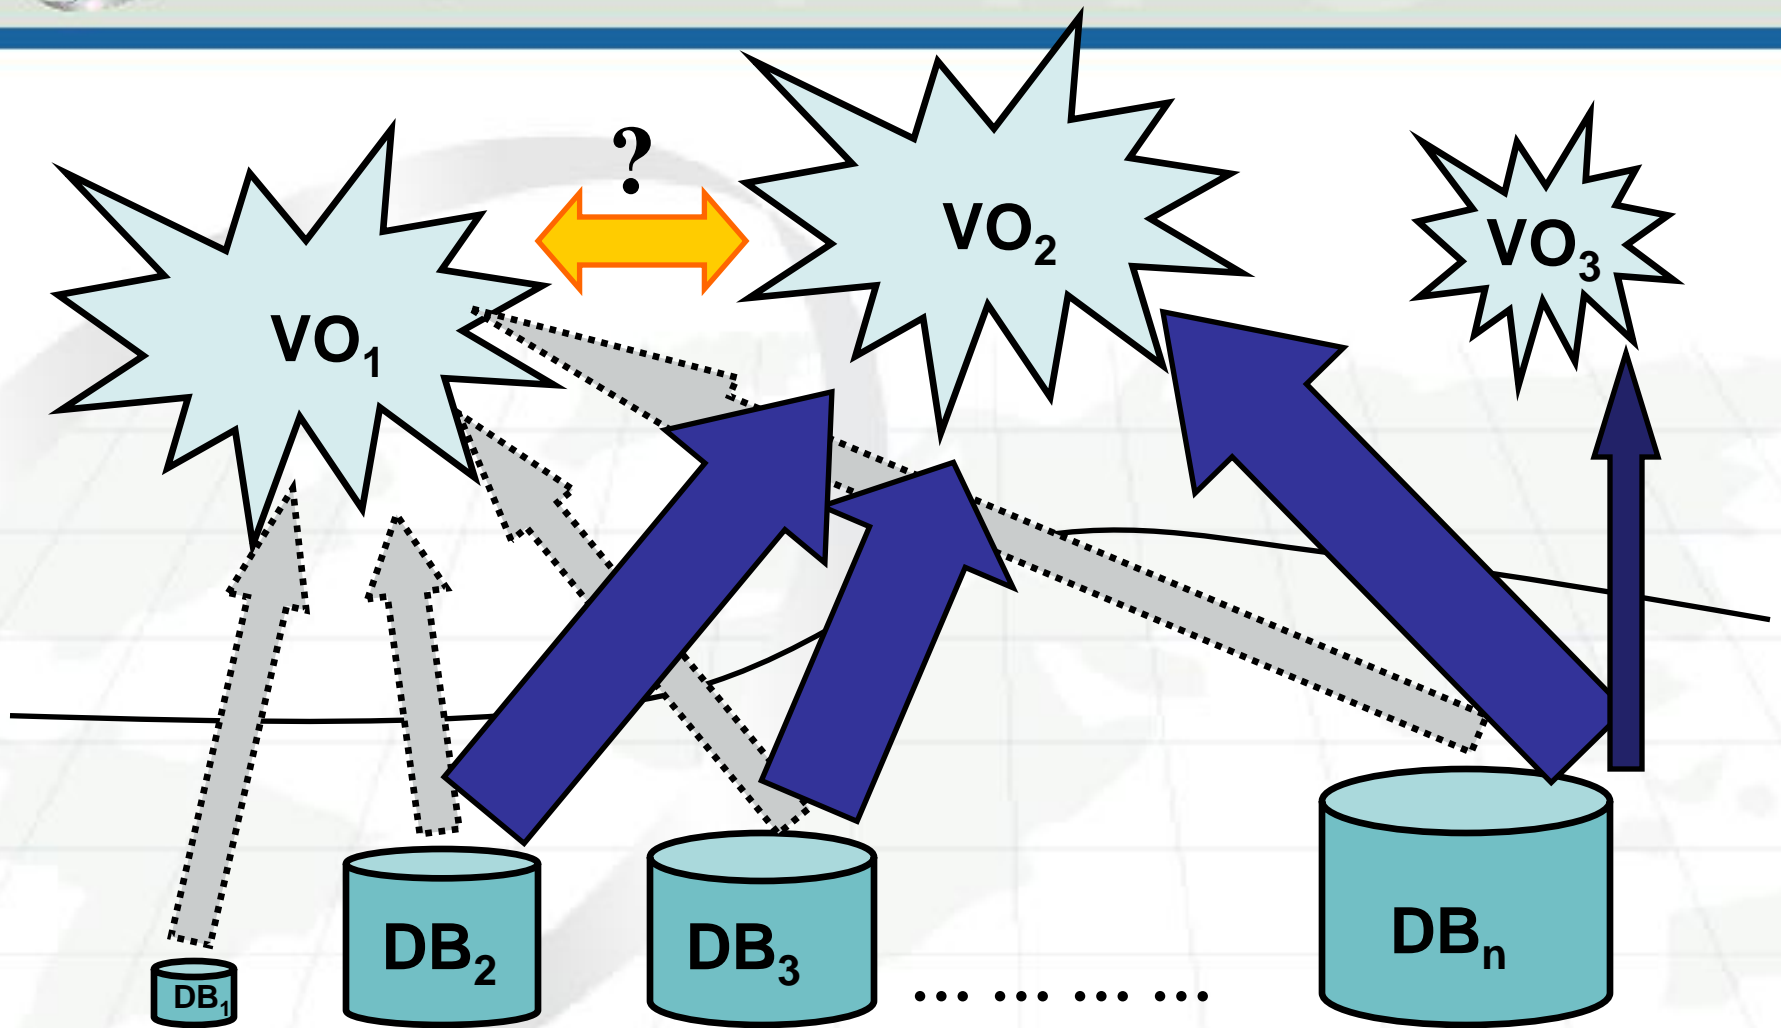 ?
VO₂
VO₃
VO₁
DB₂
DB₃
DBₙ
DB₁
... ... ... ...